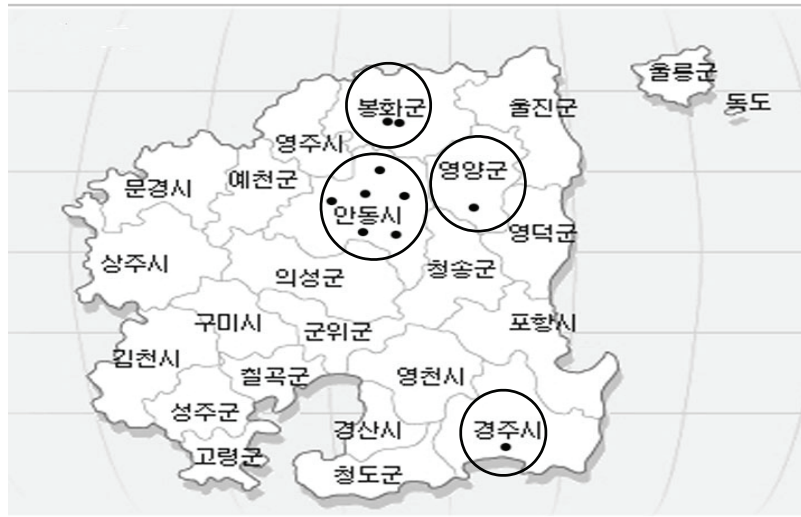 울릉군
독도
봉화군
울진군
영주시
영양군
문경시
예천군
안동시
영덕군
상주시
의성군
청송군
구미시
군위군
포항시
김천시
칠곡군
영천시
성주군
경산시
경주시
고령군
청도군